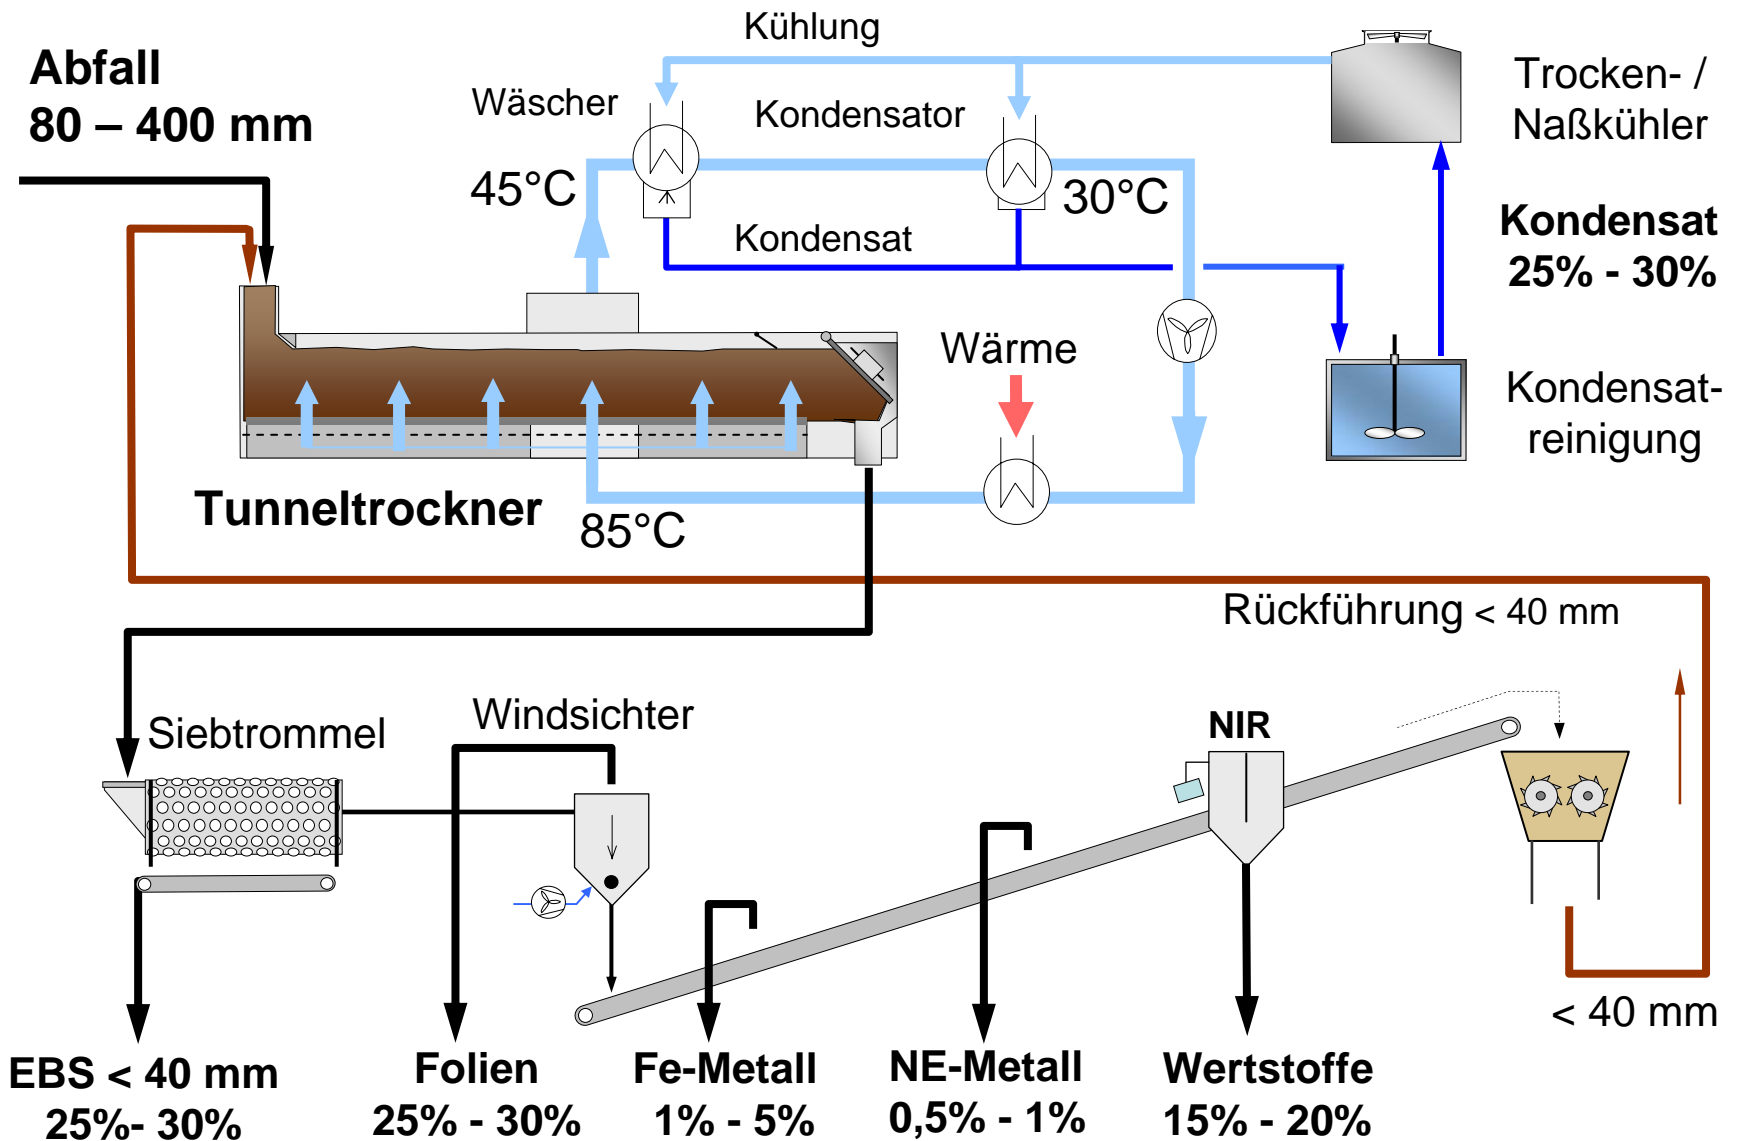 Kühlung
Abfall
80 – 400 mm
Wäscher
Kondensator
Trocken- /
Naßkühler
45°C
30°C
Kondensat
Kondensat
25% - 30%
Wärme
Kondensat-
reinigung
Tunneltrockner
85°C
Rückführung < 40 mm
Siebtrommel
Windsichter
NIR
< 40 mm
EBS < 40 mm
25%- 30%
Folien
25% - 30%
Fe-Metall
1% - 5%
NE-Metall
0,5% - 1%
Wertstoffe
15% - 20%